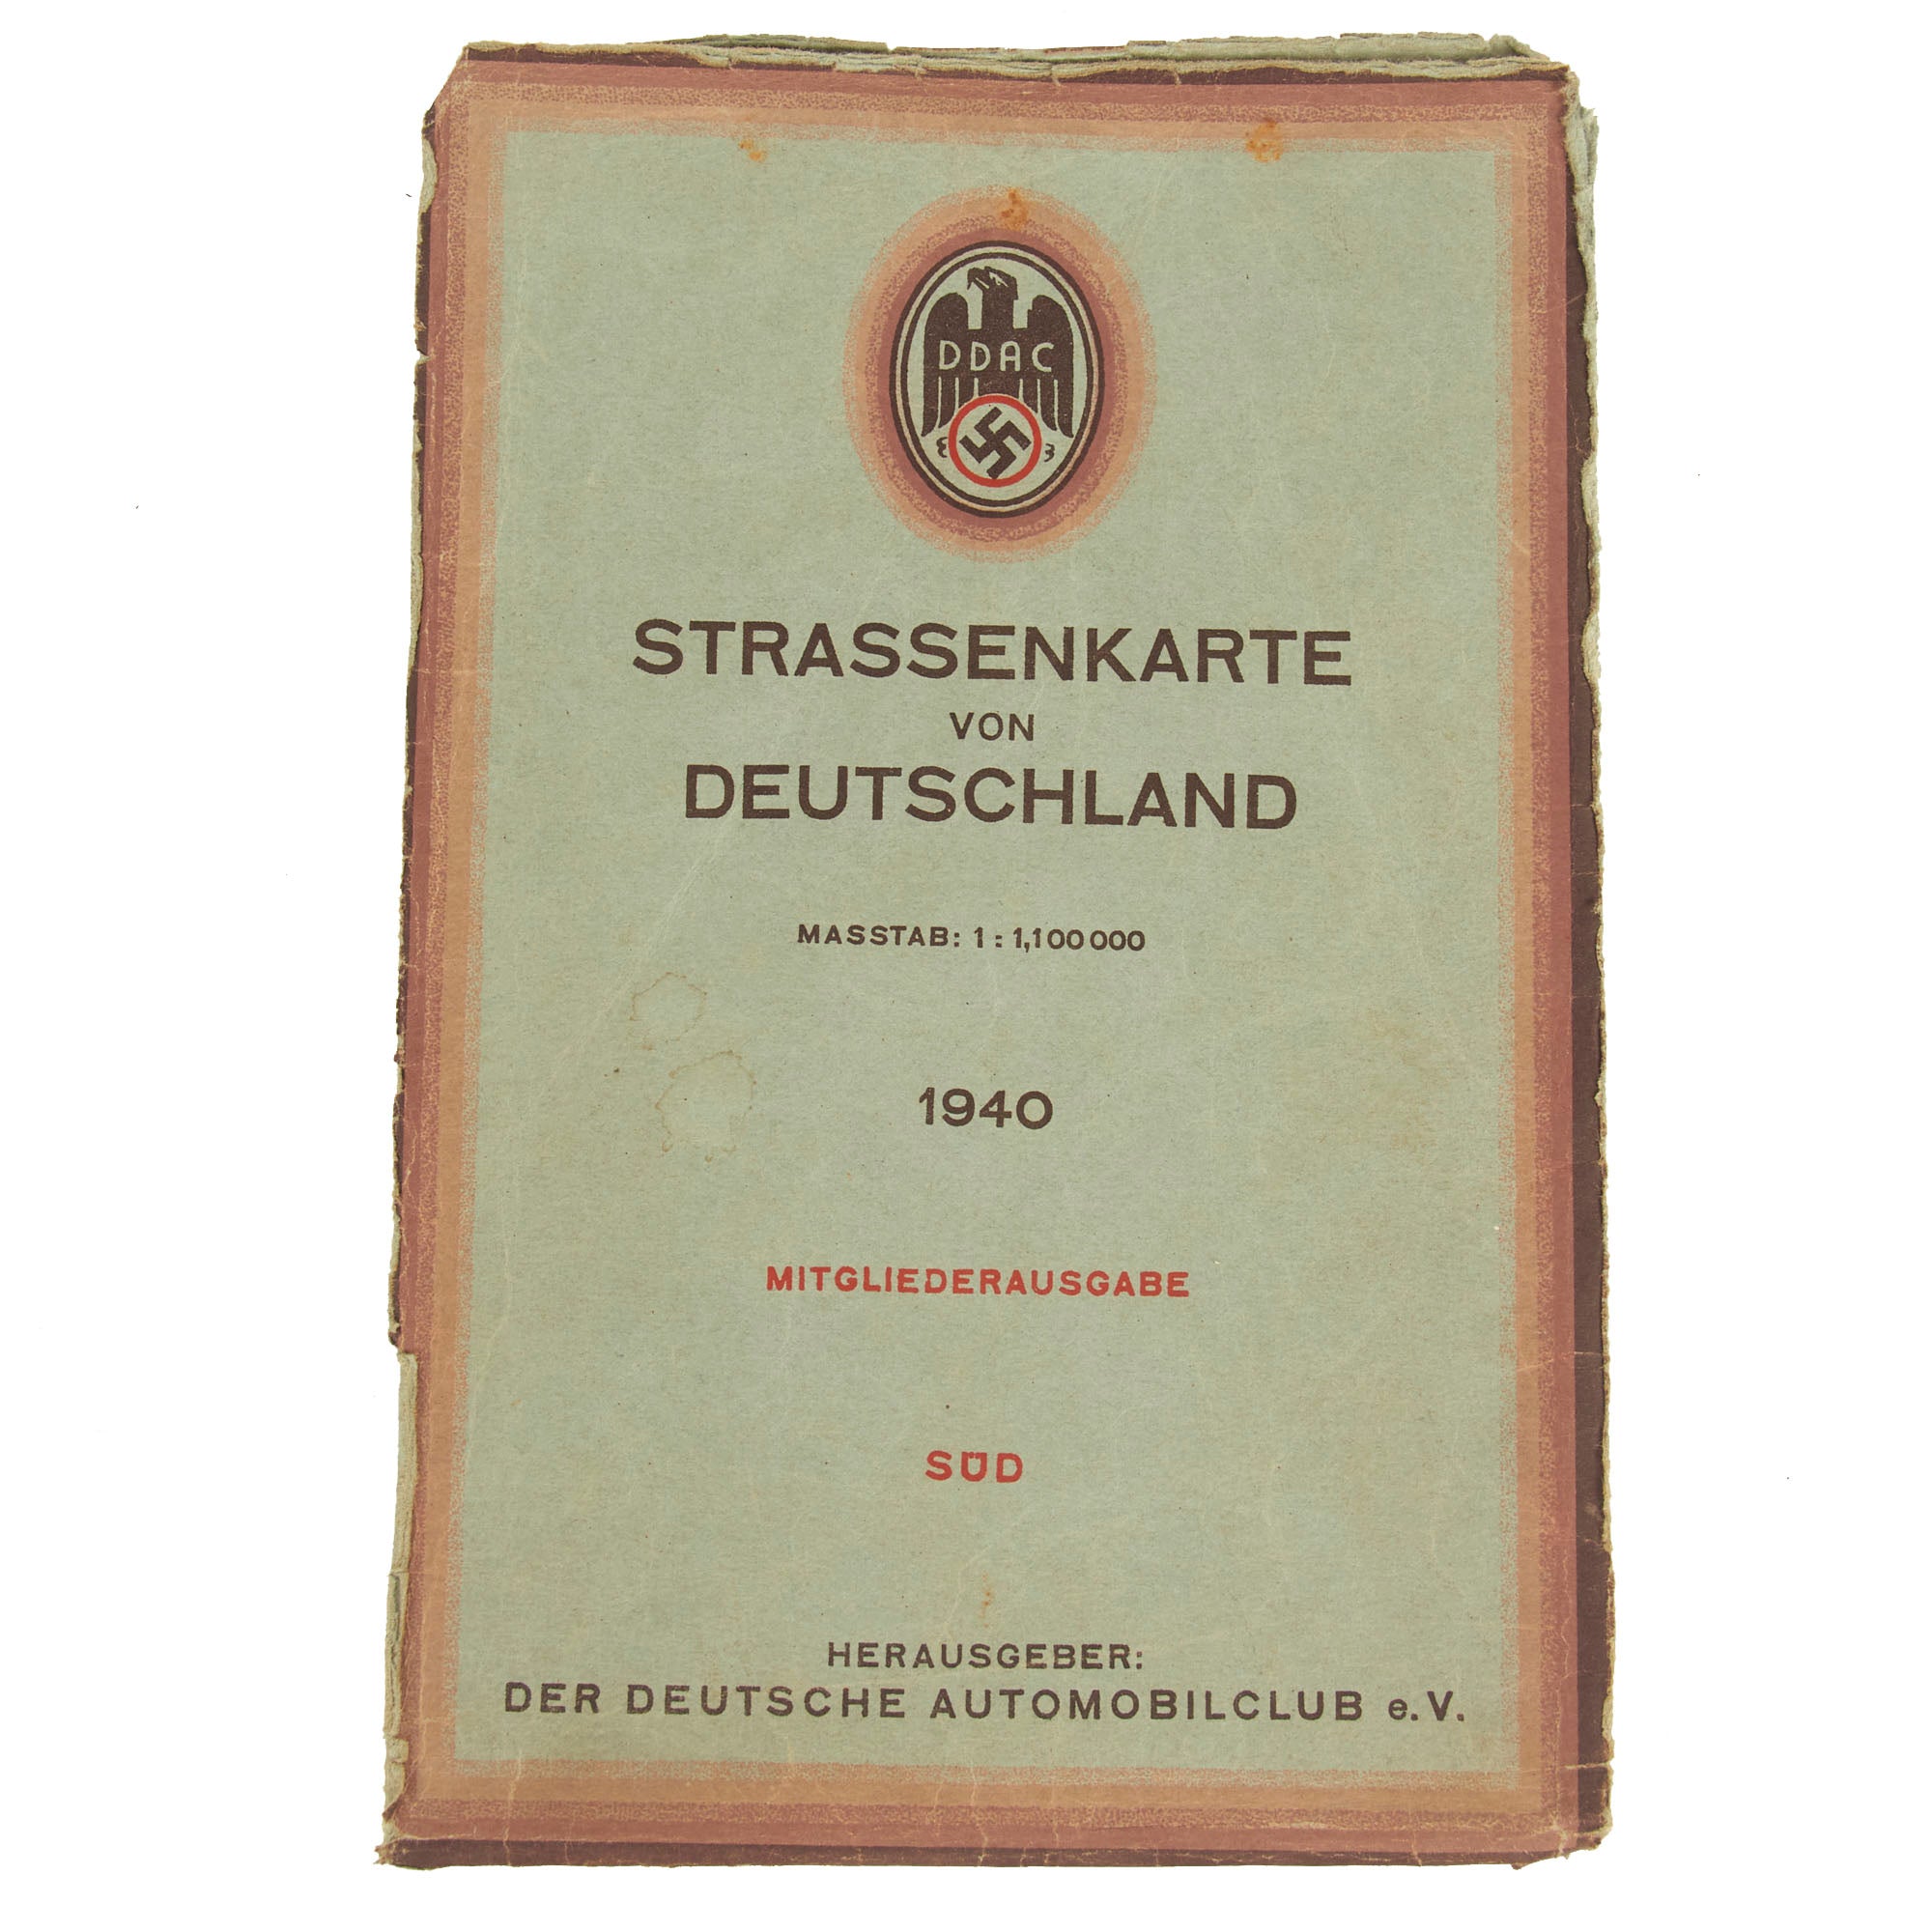 DDAC
STRASSENKARTE
VON
DEUTSCHLAND
MASSTAB: 1 : 1,100 000
1940
MITGLIEDERAUSGABE
SÜD
HERAUSGEBER:
DER DEUTSCHE AUTOMOBILCLUB e.V.